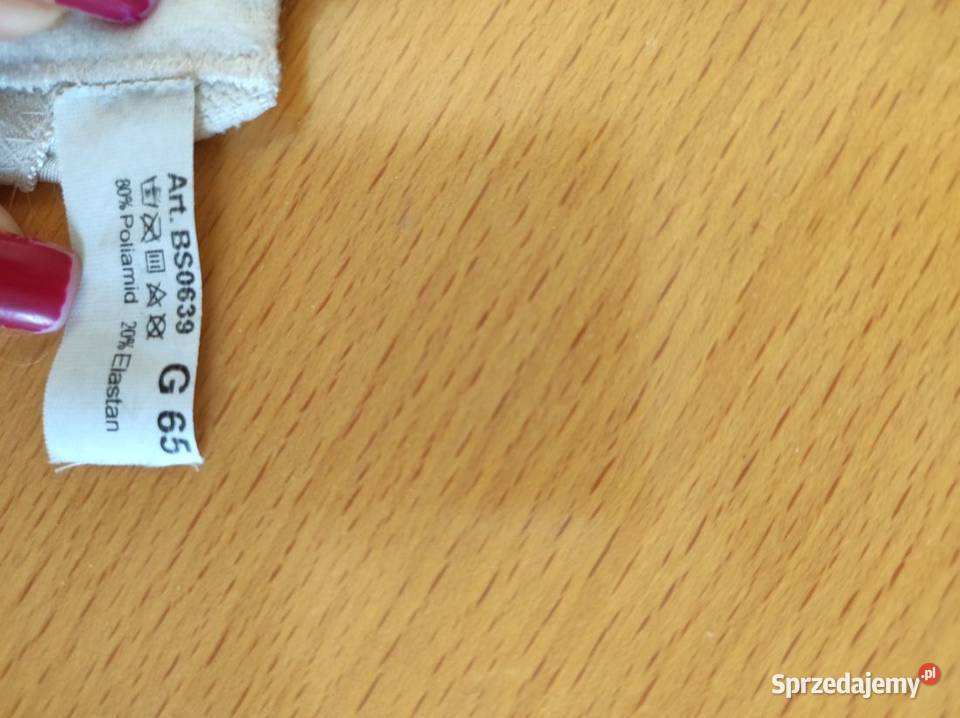 Art. BS0639 G 65
80% Poliamid 20% Elastan
Sprzedajemy.pl